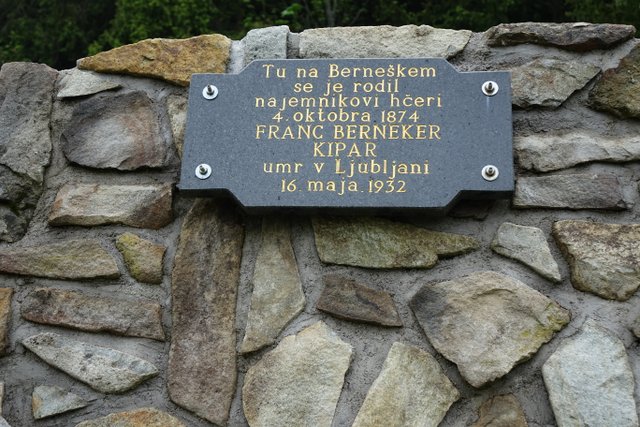 Tu na Berneškem
se je rodil
najemnikovi hčeri
4. oktobra 1874
FRANC BERNEKER
KIPAR
umr v Ljubljani
16. maja. 1932